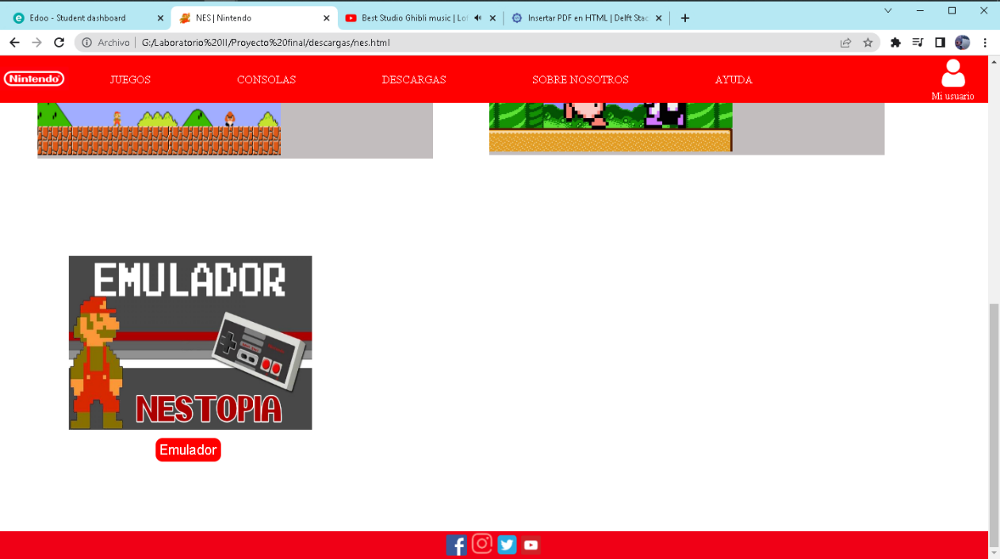 Edoo - Student dashboard
NES | Nintendo
Best Studio Ghibli music | Lof
Insertar PDF en HTML | Delft Stac
Archivo | G:/Laboratorio%20II/Proyecto%20final/descargas/nes.html
Nintendo
JUEGOS
CONSOLAS
DESCARGAS
SOBRE NOSOTROS
AYUDA
Mi usuario
EMULADOR
NESTOPIA
Emulador